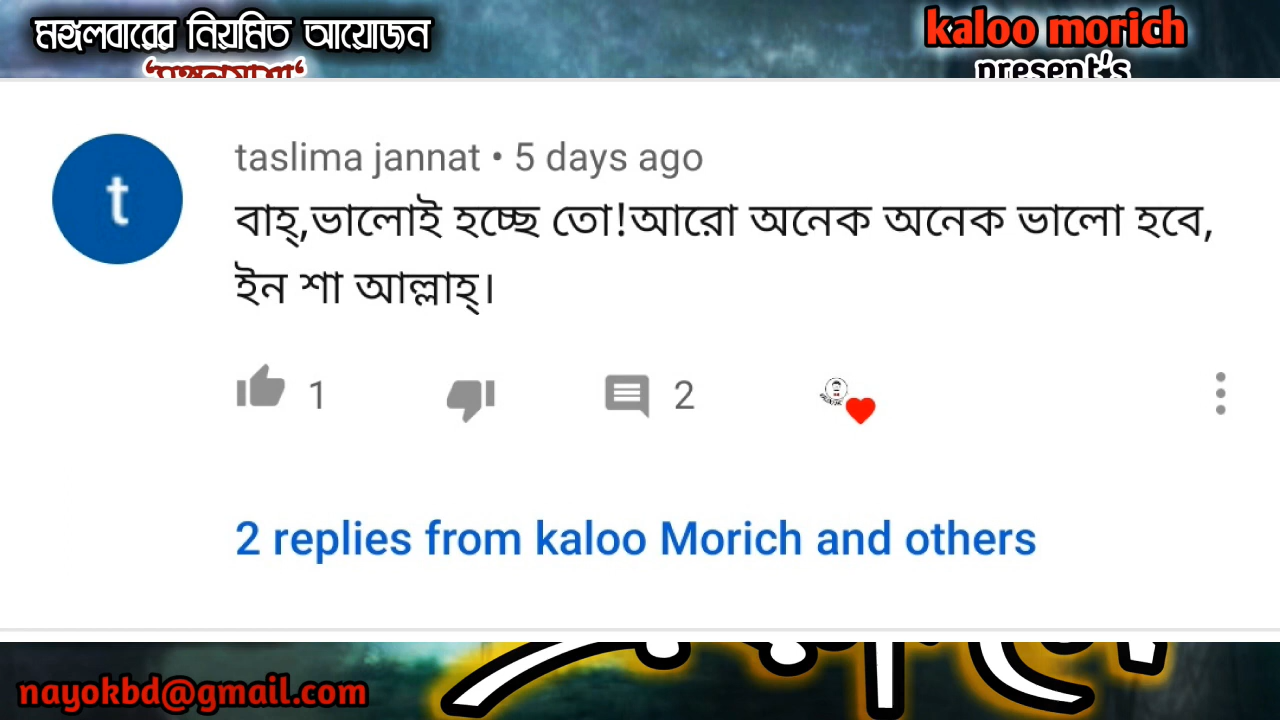 মঙ্গলবারের নিয়মিত আয়োজন
kaloo morich
present's
taslima jannat • 5 days ago
বাহ্,ভালোই হচ্ছে তো!আরো অনেক অনেক ভালো হবে,
ইন শা আল্লাহ্।
1
2
2 replies from kaloo Morich and others
nayokbd@gmail.com